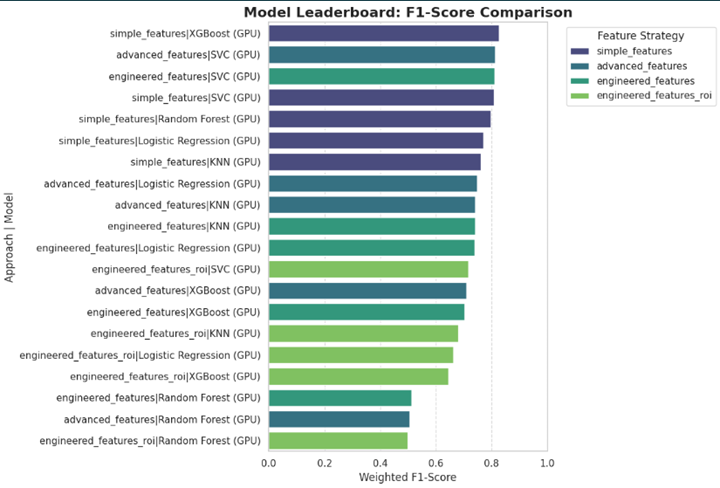 Model Leaderboard: F1-Score Comparison
simple_features|XGBoost (GPU)
advanced_features|SVC (GPU)
engineered_features|SVC (GPU)
simple_features|SVC (GPU)
simple_features|Random Forest (GPU)
simple_features|Logistic Regression (GPU)
simple_features|KNN (GPU)
advanced_features|Logistic Regression (GPU)
advanced_features|KNN (GPU)
engineered_features|KNN (GPU)
engineered_features|Logistic Regression (GPU)
engineered_features_roi|SVC (GPU)
advanced_features|XGBoost (GPU)
engineered_features|XGBoost (GPU)
engineered_features_roi|KNN (GPU)
engineered_features_roi|Logistic Regression (GPU)
engineered_features_roi|XGBoost (GPU)
engineered_features|Random Forest (GPU)
advanced_features|Random Forest (GPU)
engineered_features_roi|Random Forest (GPU)
Approach | Model
0.0 0.2 0.4 0.6 0.8 1.0
Weighted F1-Score
Feature Strategy
simple_features
advanced_features
engineered_features
engineered_features_roi